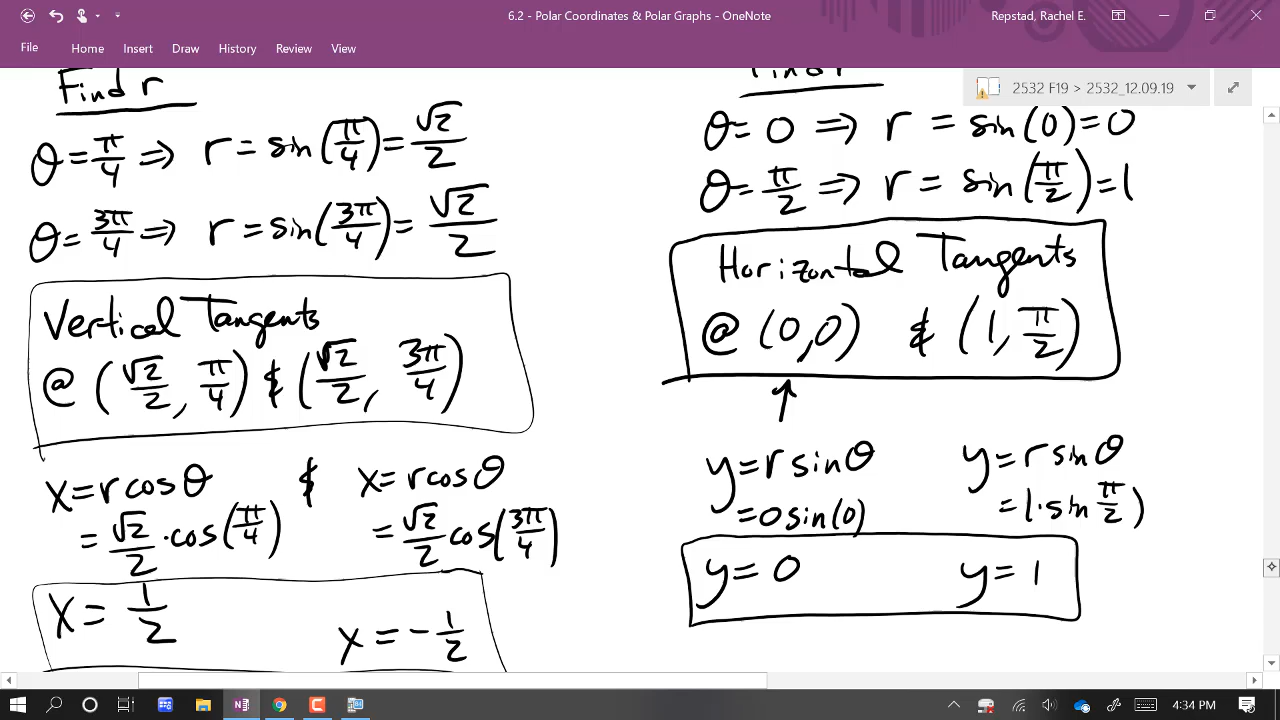 6.2 - Polar Coordinates & Polar Graphs - OneNote
Repstad, Rachel E.
File Home Insert Draw History Review View
2532 F19 > 2532_12.09.19
Find r
θ = π/4 ⇒ r = sin(π/4) = √2/2
θ = 3π/4 ⇒ r = sin(3π/4) = √2/2
Vertical Tangents
@ (√2/2, π/4) & (√2/2, 3π/4)
x = r cos θ & x = r cos θ
= √2/2 · cos(π/4) = √2/2 cos(3π/4)
x = 1/2 x = -1/2
Find r
θ = 0 ⇒ r = sin(0) = 0
θ = π/2 ⇒ r = sin(π/2) = 1
Horizontal Tangents
@ (0,0) & (1, π/2)
↑
y = r sin θ y = r sin θ
= 0 sin(0) = 1 · sin π/2)
y = 0 y = 1
4:34 PM